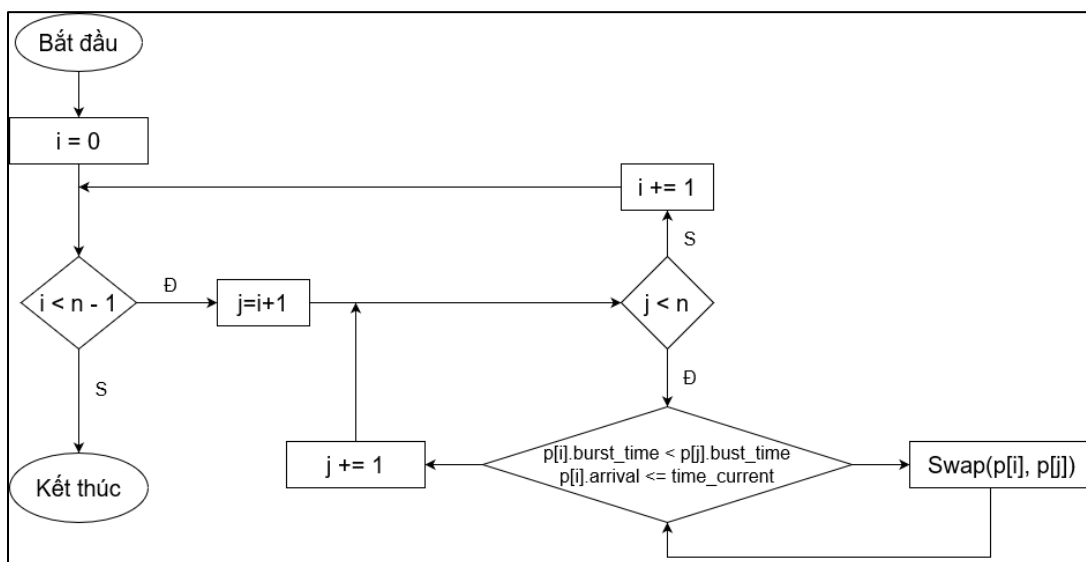 Bắt đầu
i = 0
i += 1
S
i < n - 1
Đ
j=i+1
j < n
S
Đ
Kết thúc
j += 1
p[i].burst_time < p[j].bust_time
p[i].arrival <= time_current
Swap(p[i], p[j])